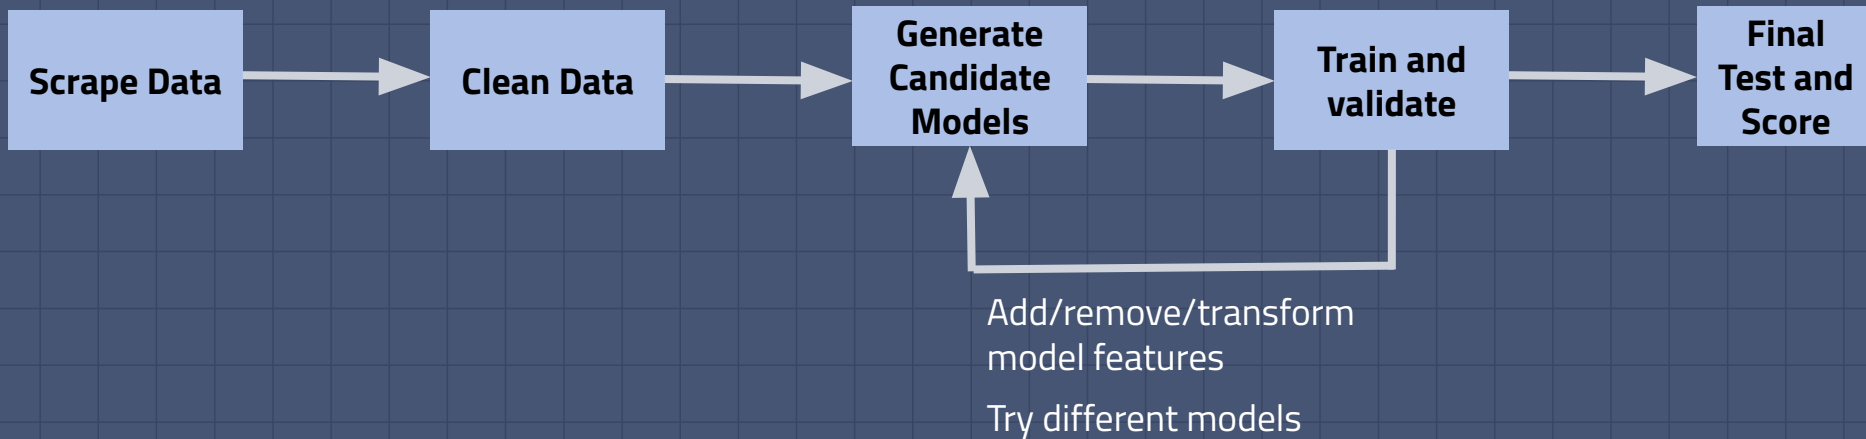 Scrape Data
Clean Data
Generate
Candidate
Models
Train and
validate
Final
Test and
Score
Add/remove/transform
model features
Try different models